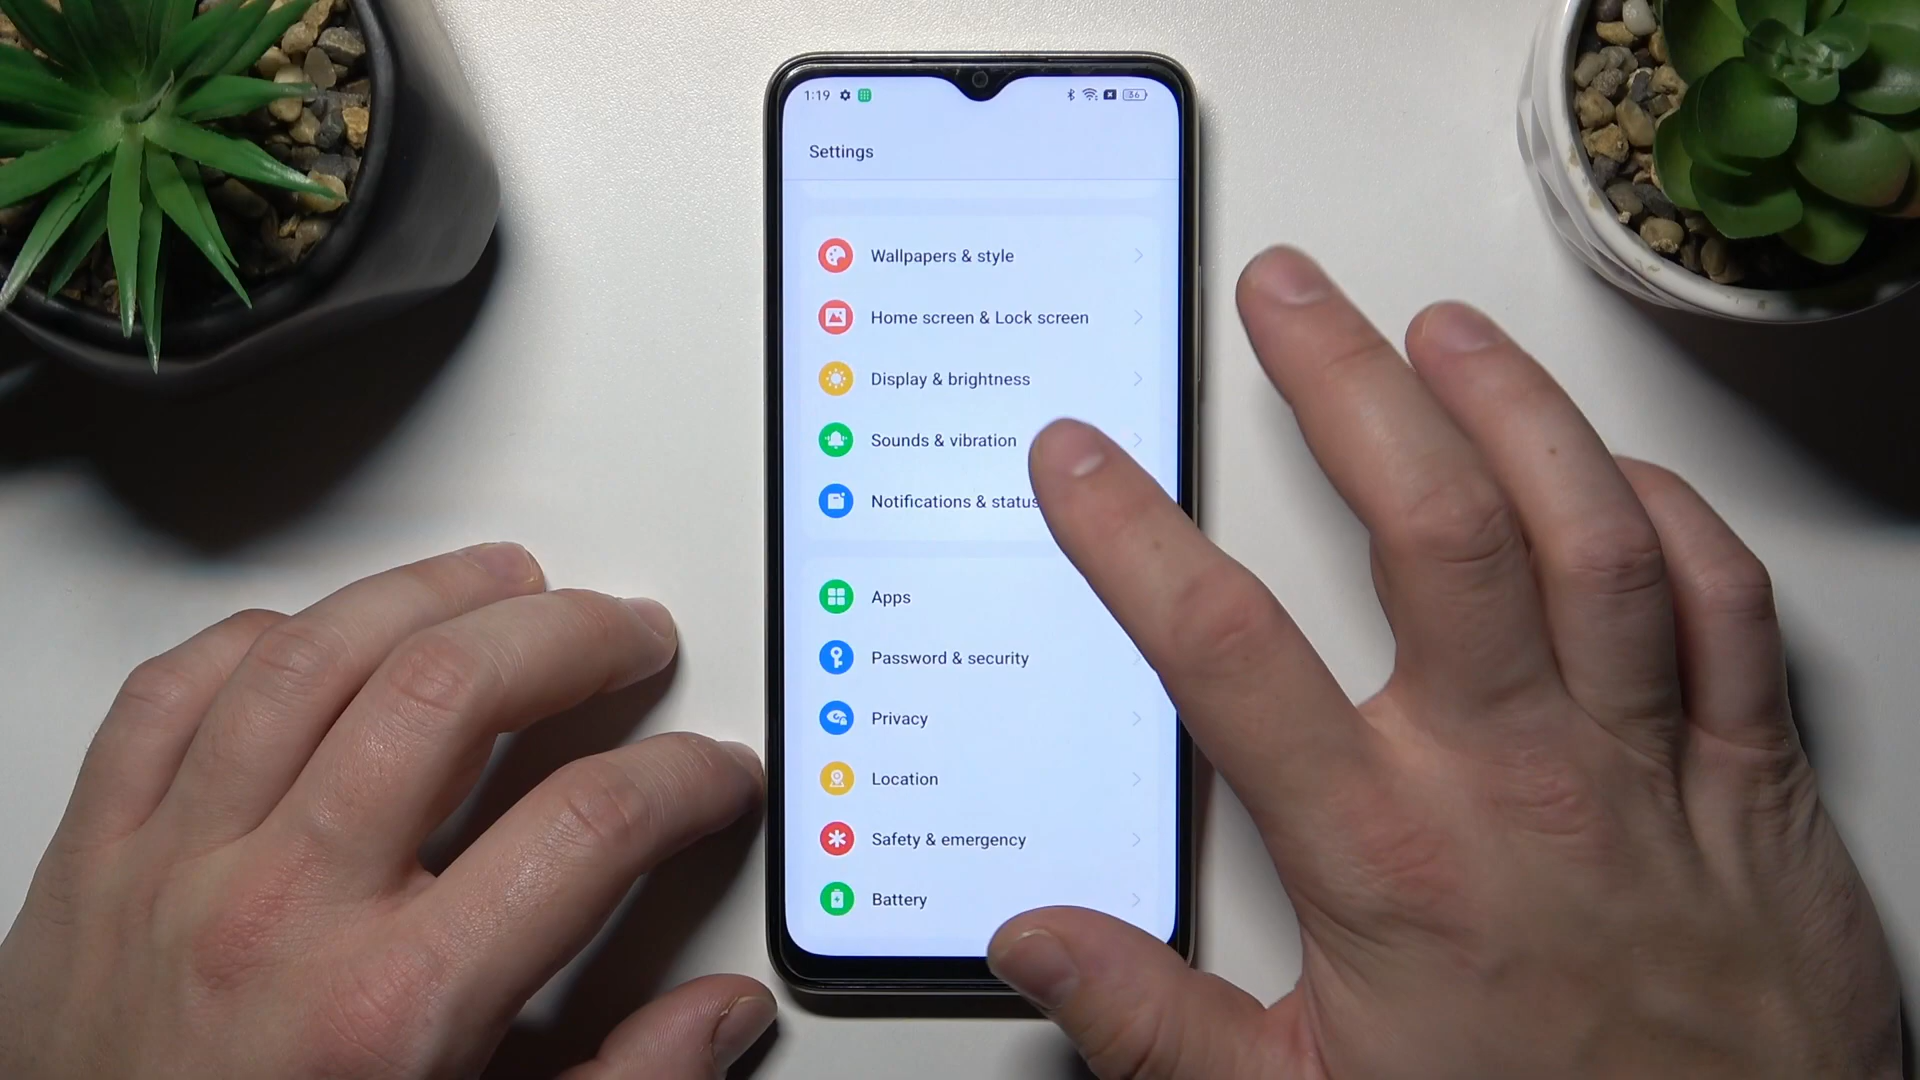 1:19
36
Settings
Wallpapers & style
Home screen & Lock screen
Display & brightness
Sounds & vibration
Notifications & status
Apps
Password & security
Privacy
Location
Safety & emergency
Battery